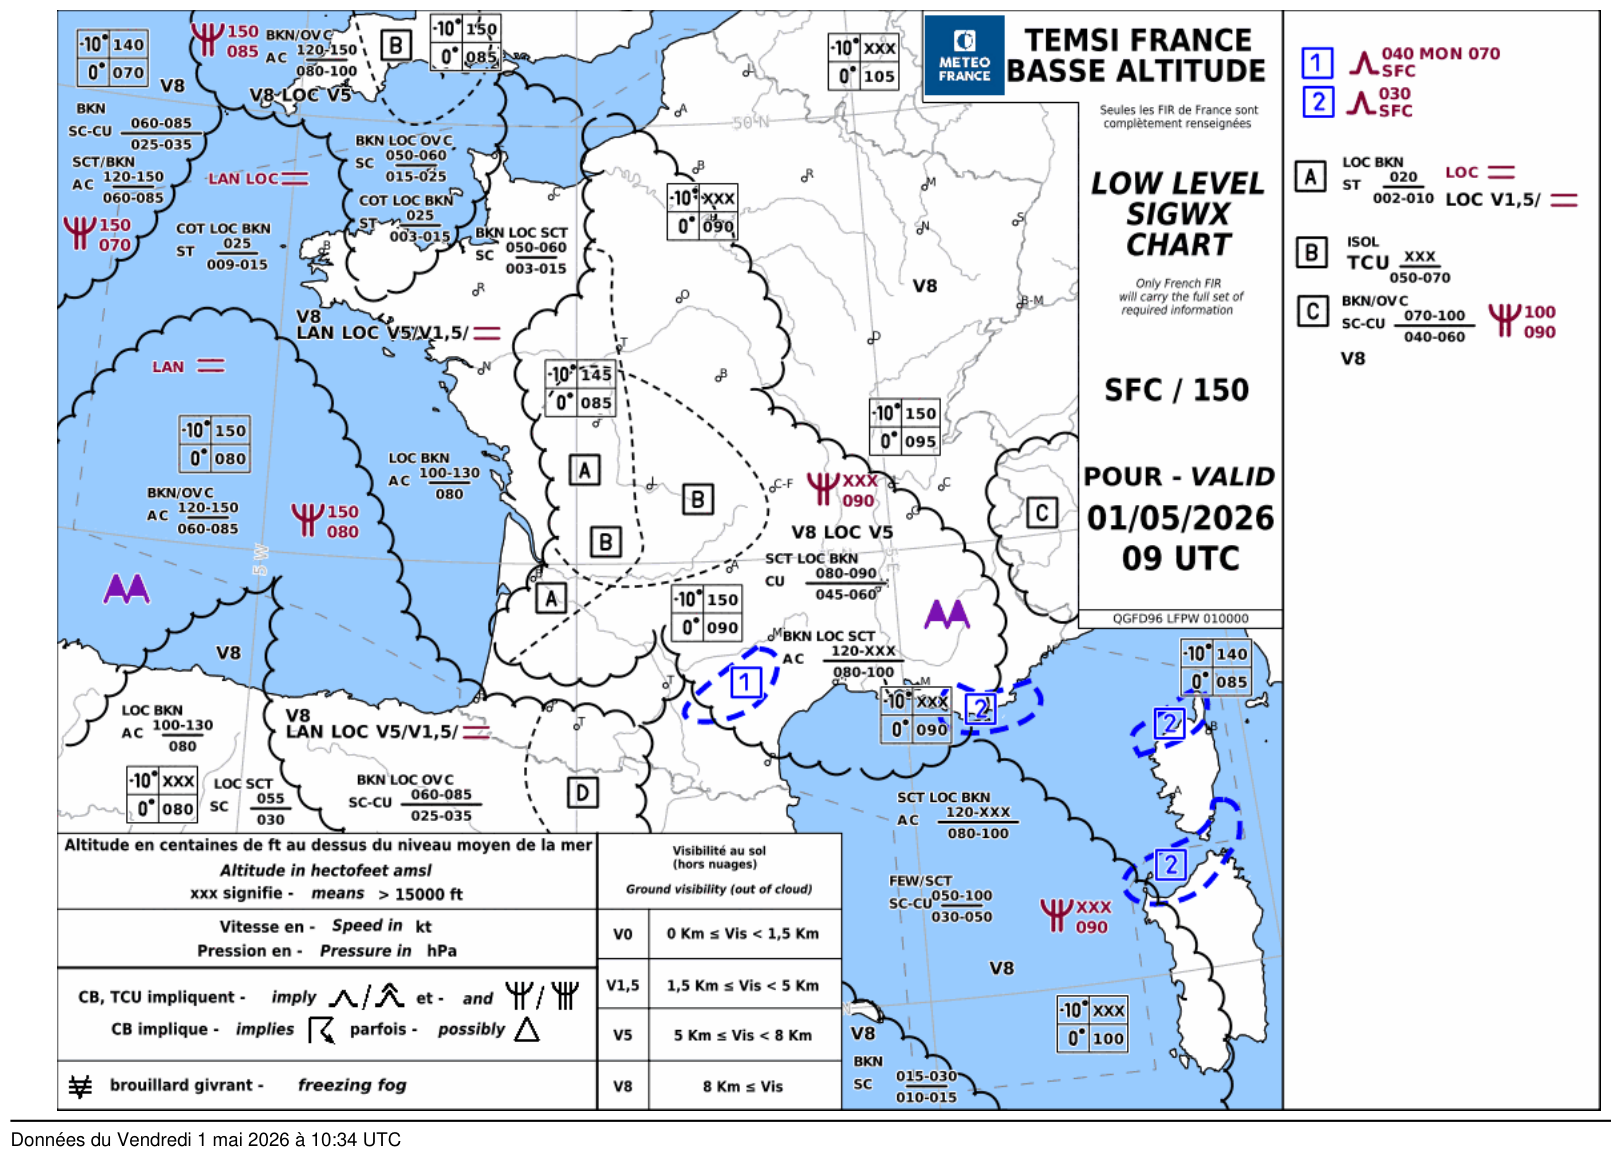 -10° 140
0° 070
150
085
BKN/OVC
AC 120-150
080-100
B
-10° 150
0° 085
V8
V8 LOC V5
BKN
SC-CU 060-085
025-035
SCT/BKN
AC 120-150
060-085
150
070
LAN LOC
BKN LOC OVC
SC 050-060
015-025
COT LOC BKN
ST 025
003-015
COT LOC BKN
ST 025
009-015
BKN LOC SCT
SC 050-060
003-015
V8
LAN LOC V5/V1,5/
LAN
-10° 150
0° 080
BKN/OVC
AC 120-150
060-085
150
080
LOC BKN
AC 100-130
080
5 W
V8
LOC BKN
AC 100-130
080
-10° XXX
0° 080
LOC SCT
SC 055
030
V8
LAN LOC V5/V1,5/
BKN LOC OVC
SC-CU 060-085
025-035
D
-10° XXX
0° 105
50°N
-10° XXX
0° 090
V8
-10° 145
0° 085
A
B
B
A
-10° 150
0° 095
XXX
090
V8 LOC V5
SCT LOC BKN
CU 080-090
045-060
C
-10° 150
0° 090
BKN LOC SCT
AC 120-XXX
080-100
1
-10° XXX
0° 090
2
-10° 140
0° 085
2
2
SCT LOC BKN
AC 120-XXX
080-100
FEW/SCT
SC-CU 050-100
030-050
XXX
090
V8
-10° XXX
0° 100
V8
BKN
SC 015-030
010-015
METEO
FRANCE
TEMSI FRANCE
BASSE ALTITUDE
Seules les FIR de France sont
complètement renseignées
LOW LEVEL
SIGWX
CHART
Only French FIR
will carry the full set of
required information
SFC / 150
POUR - VALID
01/05/2026
09 UTC
QGFD96 LFPW 010000
1 040 MON 070
SFC
2 030
SFC
A LOC BKN
ST 020
002-010
LOC
LOC V1,5/
B ISOL
TCU XXX
050-070
C BKN/OVC
SC-CU 070-100
040-060
100
090
V8
Altitude en centaines de ft au dessus du niveau moyen de la mer
Altitude in hectofeet amsl
xxx signifie - means > 15000 ft
Vitesse en - Speed in kt
Pression en - Pressure in hPa
CB, TCU impliquent - imply / et - and /
CB implique - implies parfois - possibly
brouillard givrant - freezing fog
Visibilité au sol
(hors nuages)
Ground visibility (out of cloud)
V0 0 Km ≤ Vis < 1,5 Km
V1,5 1,5 Km ≤ Vis < 5 Km
V5 5 Km ≤ Vis < 8 Km
V8 8 Km ≤ Vis
Données du Vendredi 1 mai 2026 à 10:34 UTC